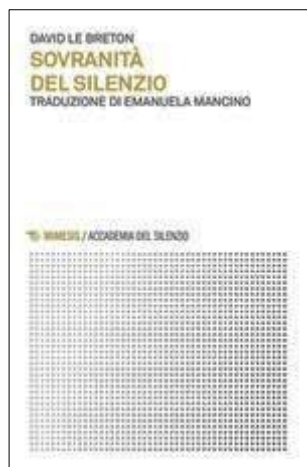 DAVID LE BRETON
SOVRANITÀ
DEL SILENZIO
TRADUZIONE DI EMANUELA MANCINO
MIMESIS / ACCADEMIA DEL SILENZIO